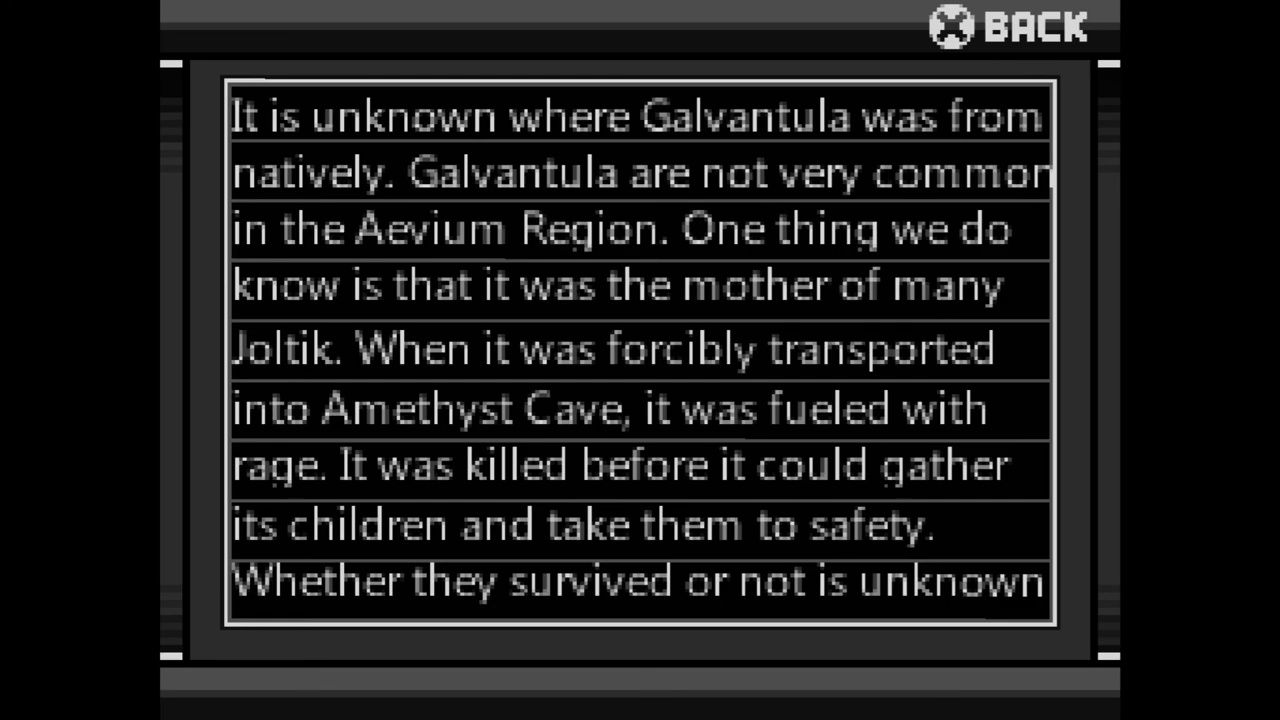 BACK
It is unknown where Galvantula was from
natively. Galvantula are not very common
in the Aevium Region. One thing we do
know is that it was the mother of many
Joltik. When it was forcibly transported
into Amethyst Cave, it was fueled with
rage. It was killed before it could gather
its children and take them to safety.
Whether they survived or not is unknown